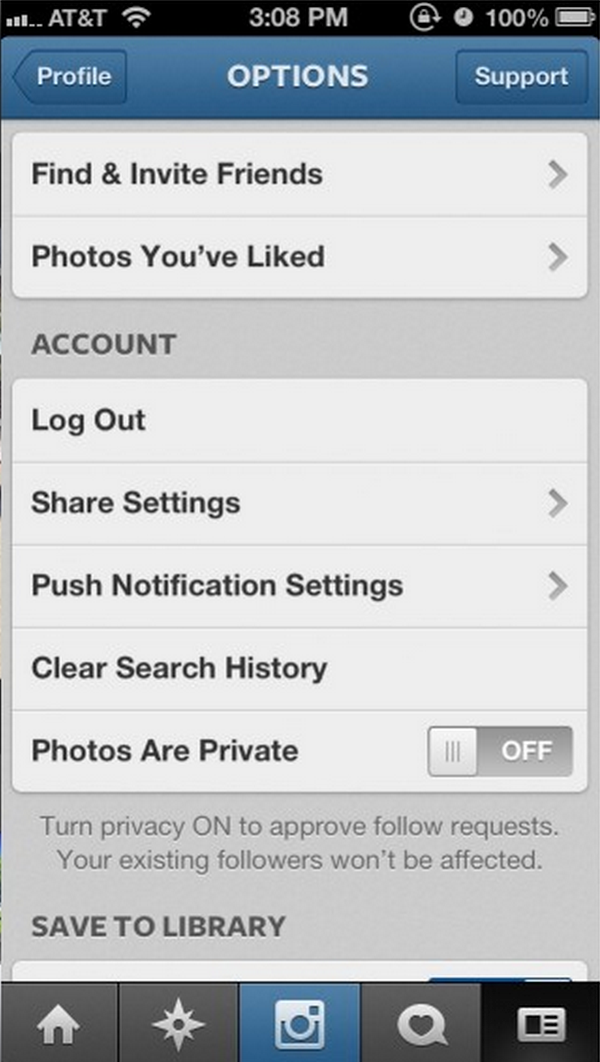 AT&T 3:08 PM 100%
Profile OPTIONS Support
Find & Invite Friends
Photos You've Liked
ACCOUNT
Log Out
Share Settings
Push Notification Settings
Clear Search History
Photos Are Private OFF
Turn privacy ON to approve follow requests.
Your existing followers won't be affected.
SAVE TO LIBRARY